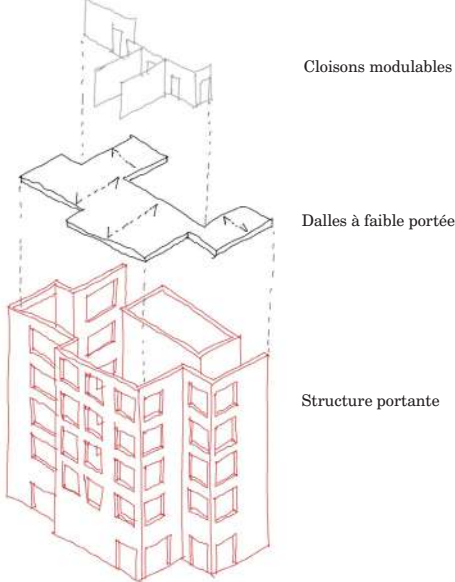 Cloisons modulables
Dalles à faible portée
Structure portante